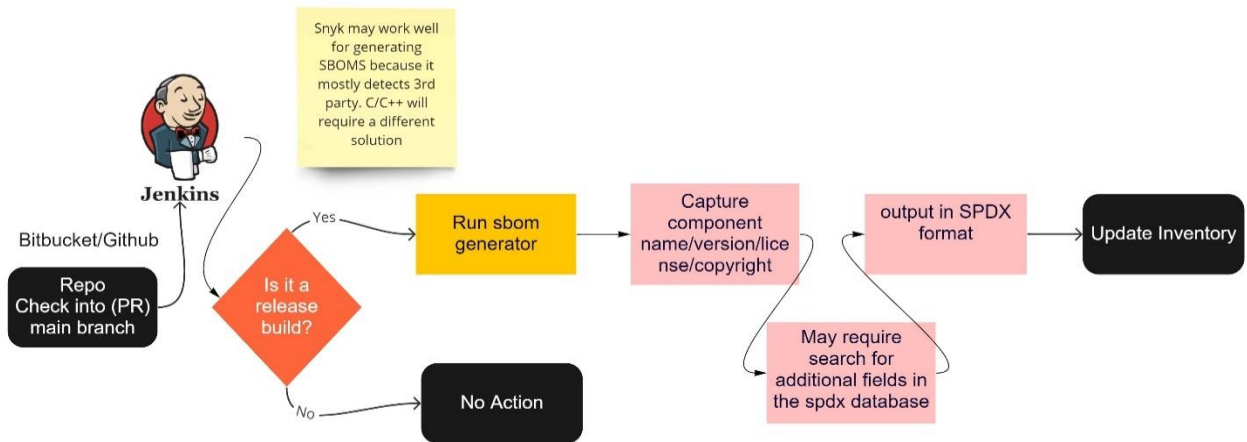 Snyk may work well
for generating
SBOMS because it
mostly detects 3rd
party. C/C++ will
require a different
solution
Jenkins
Bitbucket/Github
Repo
Check into (PR)
main branch
Is it a
release
build?
Yes
Run sbom
generator
Capture
component
name/version/lice
nse/copyright
May require
search for
additional fields in
the spdx database
output in SPDX
format
Update Inventory
No
No Action